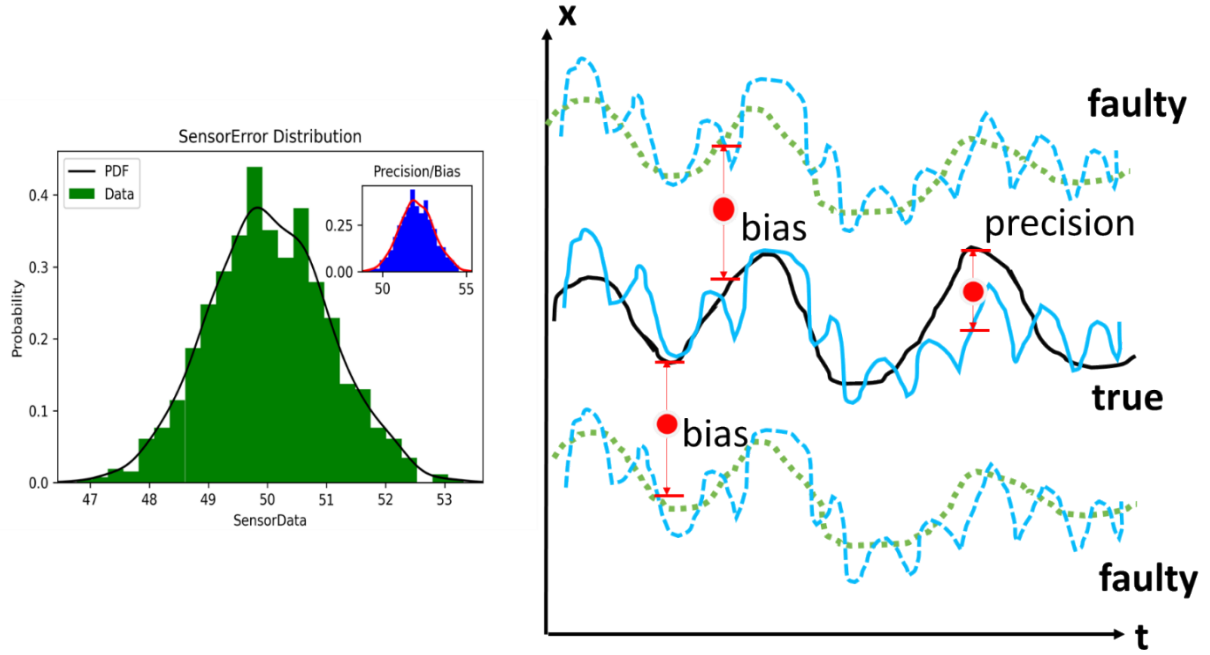 SensorError Distribution
PDF
Data
Precision/Bias
0.25
0.00
50 55
Probability
0.4
0.3
0.2
0.1
0.0
47 48 49 50 51 52 53
SensorData
x
faulty
bias
precision
true
bias
faulty
t